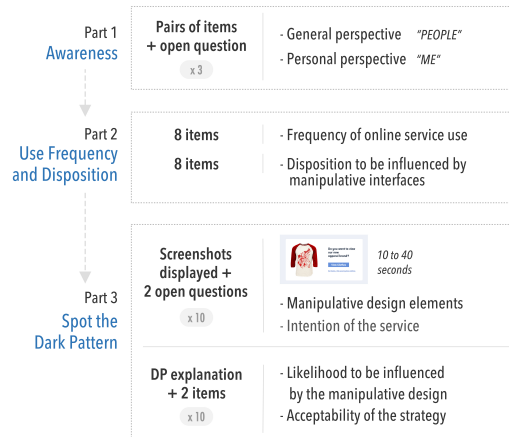 Part 1
Awareness
Pairs of items
+ open question
x 3
- General perspective "PEOPLE"
- Personal perspective "ME"
Part 2
Use Frequency
and Disposition
8 items
- Frequency of online service use
8 items
- Disposition to be influenced by
manipulative interfaces
Part 3
Spot the
Dark Pattern
Screenshots
displayed +
2 open questions
x 10
10 to 40
seconds
- Manipulative design elements
- Intention of the service
DP explanation
+ 2 items
x 10
- Likelihood to be influenced
by the manipulative design
- Acceptability of the strategy